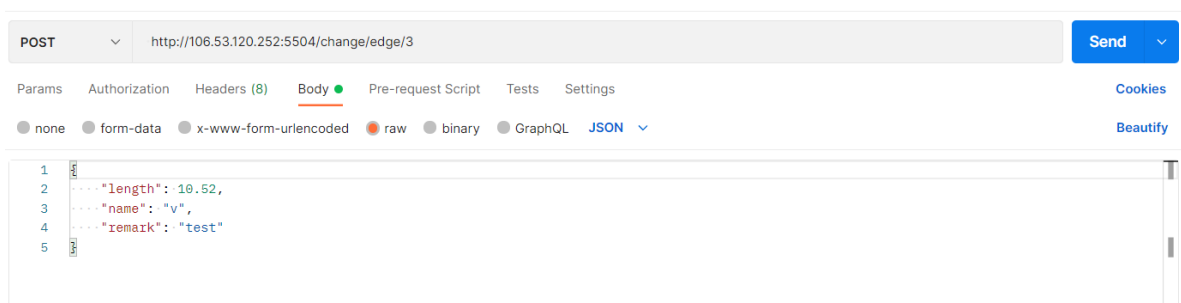 POST http://106.53.120.252:5504/change/edge/3 Send
Params Authorization Headers (8) Body Pre-request Script Tests Settings Cookies
none form-data x-www-form-urlencoded raw binary GraphQL JSON Beautify
1 {
2 "length": 10.52,
3 "name": "v",
4 "remark": "test"
5 }